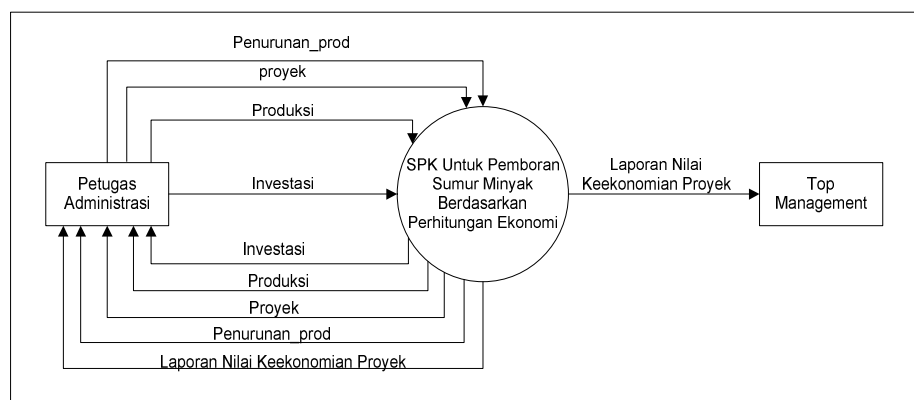 Penurunan_prod
proyek
Produksi
Petugas
Administrasi
Investasi
SPK Untuk Pemboran
Sumur Minyak
Berdasarkan
Perhitungan Ekonomi
Laporan Nilai
Keekonomian Proyek
Top
Management
Investasi
Produksi
Proyek
Penurunan_prod
Laporan Nilai Keekonomian Proyek